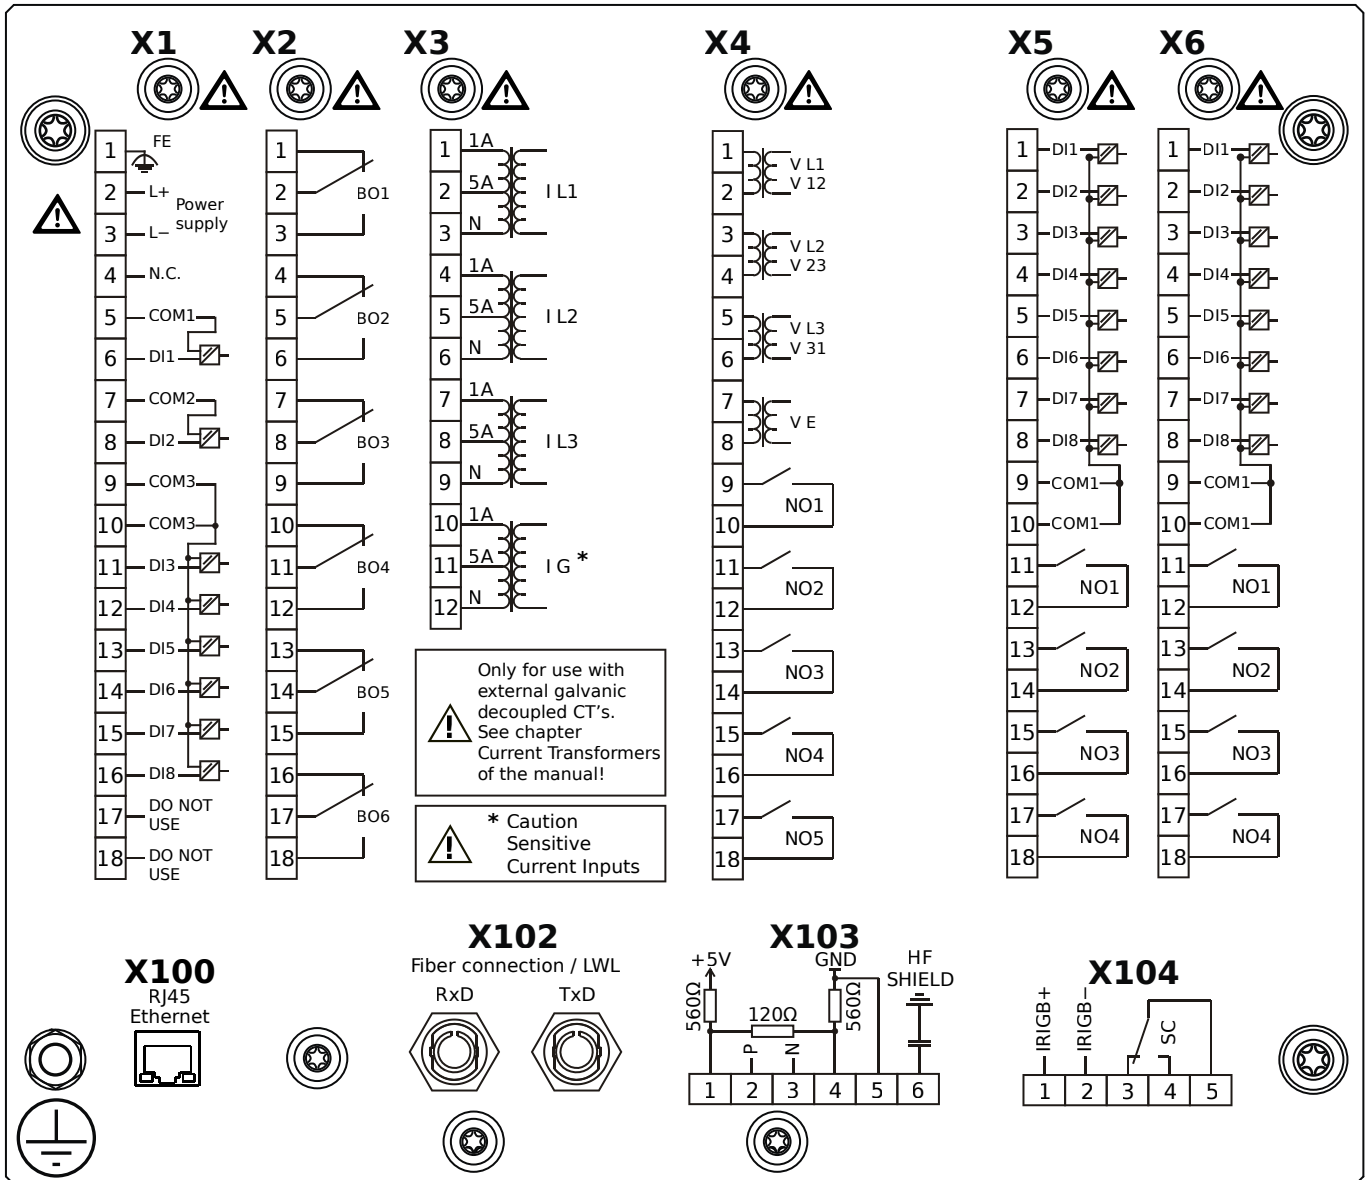 X1
X2
X3
X4
X5
X6
1 FE
2 L+
Power
supply
3 L−
4 N.C.
5 COM1
6 DI1
7 COM2
8 DI2
9 COM3
10 COM3
11 DI3
12 DI4
13 DI5
14 DI6
15 DI7
16 DI8
17 DO NOT
USE
18 DO NOT
USE
1
2 BO1
3
4
5 BO2
6
7
8 BO3
9
10
11 BO4
12
13
14 BO5
15
16
17 BO6
18
1 1A
2 5A I L1
3 N
4 1A
5 5A I L2
6 N
7 1A
8 5A I L3
9 N
10 1A
11 5A I G *
12 N
Only for use with
external galvanic
decoupled CT's.
See chapter
Current Transformers
of the manual!
* Caution
Sensitive
Current Inputs
1 V L1
2 V 12
3 V L2
4 V 23
5 V L3
6 V 31
7 V E
8
9 NO1
10
11 NO2
12
13 NO3
14
15 NO4
16
17 NO5
18
1 DI1
2 DI2
3 DI3
4 DI4
5 DI5
6 DI6
7 DI7
8 DI8
9 COM1
10 COM1
11 NO1
12
13 NO2
14
15 NO3
16
17 NO4
18
1 DI1
2 DI2
3 DI3
4 DI4
5 DI5
6 DI6
7 DI7
8 DI8
9 COM1
10 COM1
11 NO1
12
13 NO2
14
15 NO3
16
17 NO4
18
X100
RJ45
Ethernet
X102
Fiber connection / LWL
RxD TxD
X103
+5V GND HF
SHIELD
560Ω 120Ω 560Ω
P N
1 2 3 4 5 6
X104
IRIGB+ IRIGB− SC
1 2 3 4 5